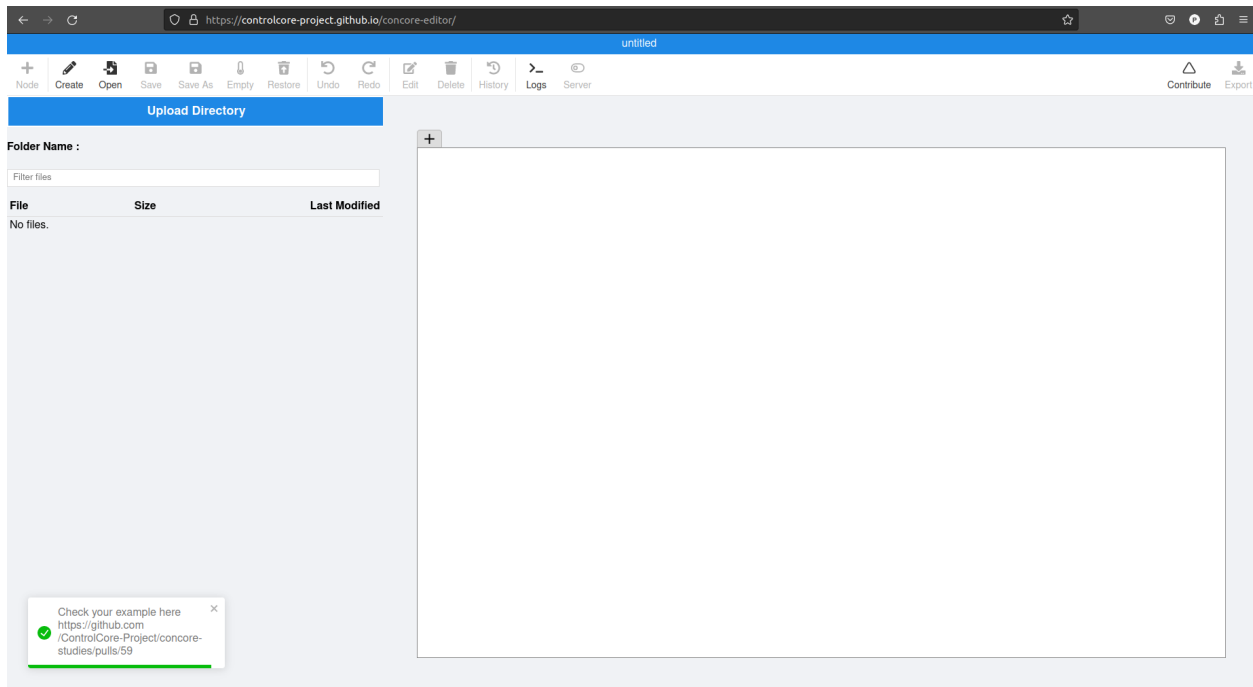 https://controlcore-project.github.io/concore-editor/
untitled
Node Create Open Save Save As Empty Restore Undo Redo Edit Delete History Logs Server Contribute Export
Upload Directory
Folder Name :
Filter files
File Size Last Modified
No files.
Check your example here
https://github.com
/ControlCore-Project/concore-
studies/pulls/59